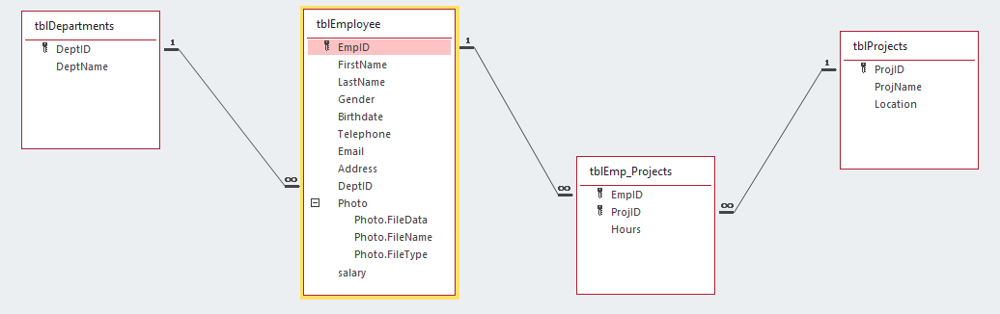 tblDepartments
DeptID
DeptName
1
∞
tblEmployee
EmpID
FirstName
LastName
Gender
Birthdate
Telephone
Email
Address
DeptID
Photo
Photo.FileData
Photo.FileName
Photo.FileType
salary
1
∞
tblEmp_Projects
EmpID
ProjID
Hours
∞
1
tblProjects
ProjID
ProjName
Location